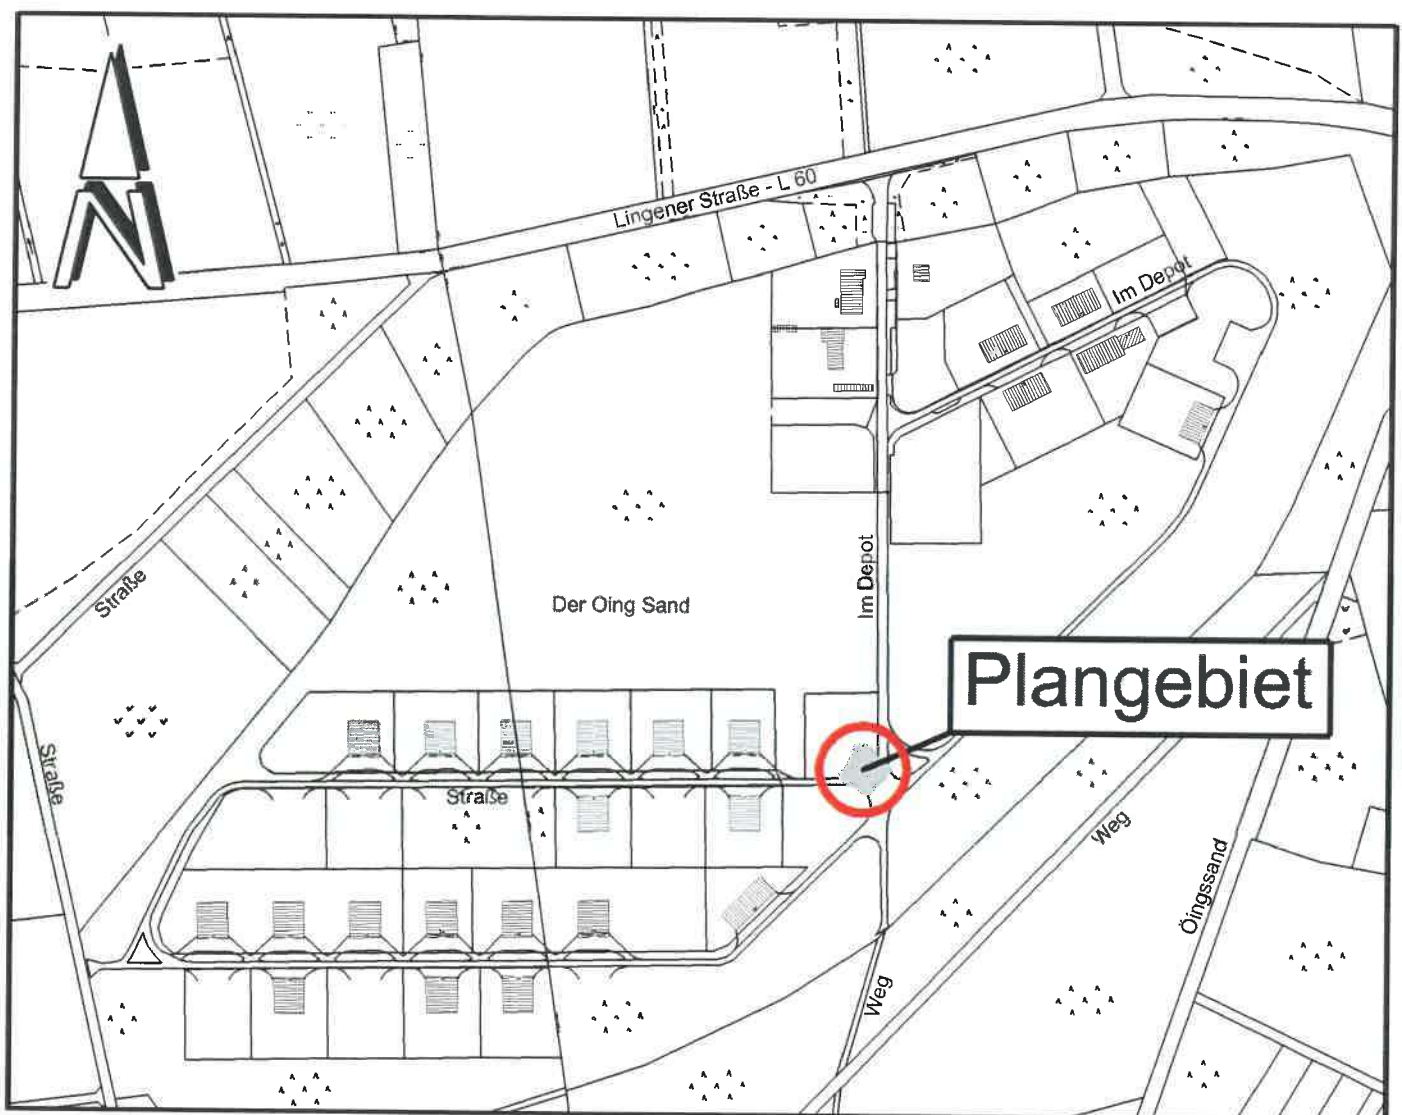 N
Lingener Straße - L 60
Im Depot
Straße
Im Depot
Der Oing Sand
Plangebiet
Straße
Straße
Weg
Öingssand
Weg